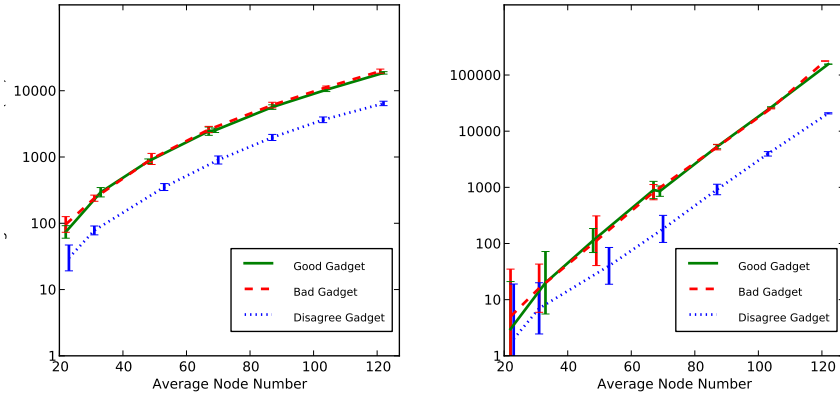 10000
1000
100
10
1
20 40 60 80 100 120
Average Node Number
Good Gadget
Bad Gadget
Disagree Gadget
100000
10000
1000
100
10
1
20 40 60 80 100 120
Average Node Number
Good Gadget
Bad Gadget
Disagree Gadget